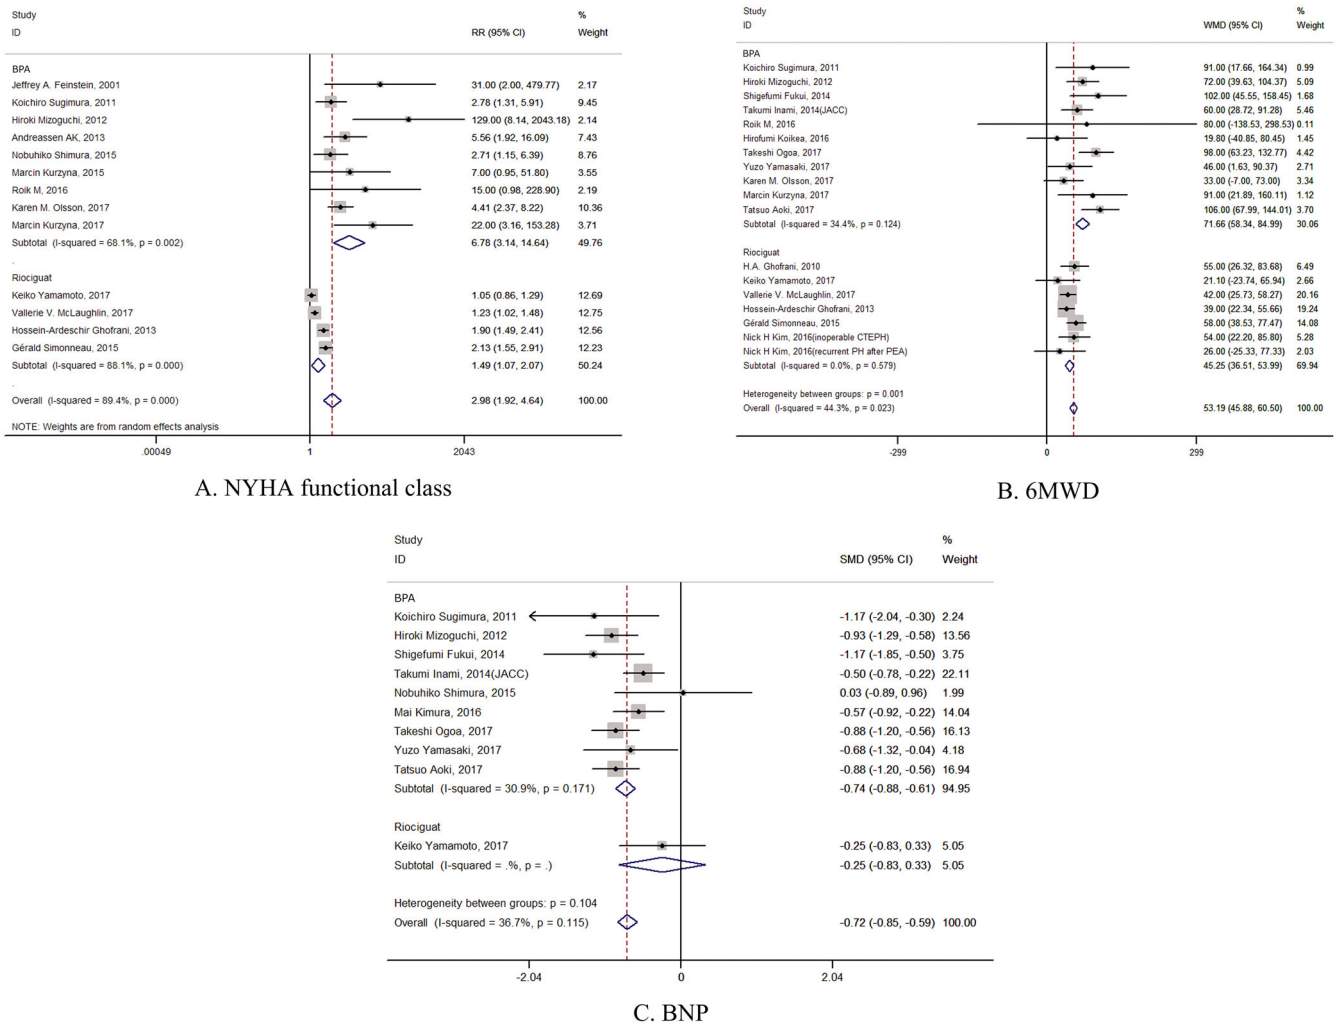 Study %
ID RR (95% CI) Weight
BPA
Jeffrey A. Feinstein, 2001 31.00 (2.00, 479.77) 2.17
Koichiro Sugimura, 2011 2.78 (1.31, 5.91) 9.45
Hiroki Mizoguchi, 2012 129.00 (8.14, 2043.18) 2.14
Andreassen AK, 2013 5.56 (1.92, 16.09) 7.43
Nobuhiko Shimura, 2015 2.71 (1.15, 6.39) 8.76
Marcin Kurzyna, 2015 7.00 (0.95, 51.80) 3.55
Roik M, 2016 15.00 (0.98, 228.90) 2.19
Karen M. Olsson, 2017 4.41 (2.37, 8.22) 10.36
Marcin Kurzyna, 2017 22.00 (3.16, 153.28) 3.71
Subtotal (I-squared = 68.1%, p = 0.002) 6.78 (3.14, 14.64) 49.76
.
Riociguat
Keiko Yamamoto, 2017 1.05 (0.86, 1.29) 12.69
Vallerie V. McLaughlin, 2017 1.23 (1.02, 1.48) 12.75
Hossein-Ardeschir Ghofrani, 2013 1.90 (1.49, 2.41) 12.56
Gérald Simonneau, 2015 2.13 (1.55, 2.91) 12.23
Subtotal (I-squared = 88.1%, p = 0.000) 1.49 (1.07, 2.07) 50.24
.
Overall (I-squared = 89.4%, p = 0.000) 2.98 (1.92, 4.64) 100.00
NOTE: Weights are from random effects analysis
.00049 1 2043
A. NYHA functional class
Study %
ID WMD (95% CI) Weight
BPA
Koichiro Sugimura, 2011 91.00 (17.66, 164.34) 0.99
Hiroki Mizoguchi, 2012 72.00 (39.63, 104.37) 5.09
Shigefumi Fukui, 2014 102.00 (45.55, 158.45) 1.68
Takumi Inami, 2014(JACC) 60.00 (28.72, 91.28) 5.46
Roik M, 2016 80.00 (-138.53, 298.53) 0.11
Hirofumi Koikea, 2016 19.80 (-40.85, 80.45) 1.45
Takeshi Ogoa, 2017 98.00 (63.23, 132.77) 4.42
Yuzo Yamasaki, 2017 46.00 (1.63, 90.37) 2.71
Karen M. Olsson, 2017 33.00 (-7.00, 73.00) 3.34
Marcin Kurzyna, 2017 91.00 (21.89, 160.11) 1.12
Tatsuo Aoki, 2017 106.00 (67.99, 144.01) 3.70
Subtotal (I-squared = 34.4%, p = 0.124) 71.66 (58.34, 84.99) 30.06
Riociguat
H.A. Ghofrani, 2010 55.00 (26.32, 83.68) 6.49
Keiko Yamamoto, 2017 21.10 (-23.74, 65.94) 2.66
Vallerie V. McLaughlin, 2017 42.00 (25.73, 58.27) 20.16
Hossein-Ardeschir Ghofrani, 2013 39.00 (22.34, 55.66) 19.24
Gérald Simonneau, 2015 58.00 (38.53, 77.47) 14.08
Nick H Kim, 2016(inoperable CTEPH) 54.00 (22.20, 85.80) 5.28
Nick H Kim, 2016(recurrent PH after PEA) 26.00 (-25.33, 77.33) 2.03
Subtotal (I-squared = 0.0%, p = 0.579) 45.25 (36.51, 53.99) 69.94
Heterogeneity between groups: p = 0.001
Overall (I-squared = 44.3%, p = 0.023) 53.19 (45.88, 60.50) 100.00
-299 0 299
B. 6MWD
Study %
ID SMD (95% CI) Weight
BPA
Koichiro Sugimura, 2011 -1.17 (-2.04, -0.30) 2.24
Hiroki Mizoguchi, 2012 -0.93 (-1.29, -0.58) 13.56
Shigefumi Fukui, 2014 -1.17 (-1.85, -0.50) 3.75
Takumi Inami, 2014(JACC) -0.50 (-0.78, -0.22) 22.11
Nobuhiko Shimura, 2015 0.03 (-0.89, 0.96) 1.99
Mai Kimura, 2016 -0.57 (-0.92, -0.22) 14.04
Takeshi Ogoa, 2017 -0.88 (-1.20, -0.56) 16.13
Yuzo Yamasaki, 2017 -0.68 (-1.32, -0.04) 4.18
Tatsuo Aoki, 2017 -0.88 (-1.20, -0.56) 16.94
Subtotal (I-squared = 30.9%, p = 0.171) -0.74 (-0.88, -0.61) 94.95
Riociguat
Keiko Yamamoto, 2017 -0.25 (-0.83, 0.33) 5.05
Subtotal (I-squared = .%, p = .) -0.25 (-0.83, 0.33) 5.05
Heterogeneity between groups: p = 0.104
Overall (I-squared = 36.7%, p = 0.115) -0.72 (-0.85, -0.59) 100.00
-2.04 0 2.04
C. BNP